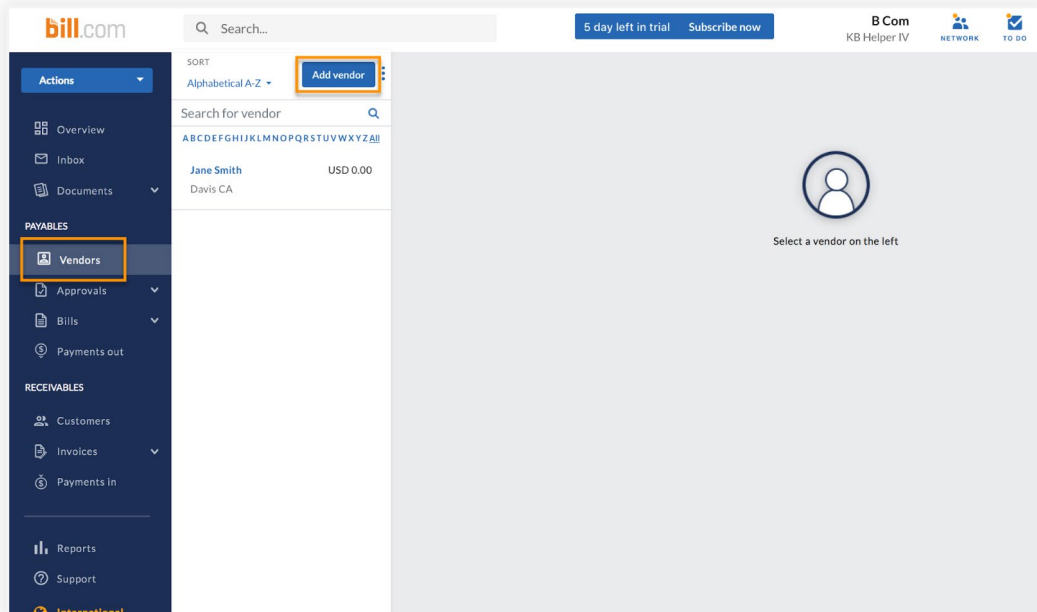 bill.com
Search...
5 day left in trial Subscribe now
B Com
KB Helper IV
NETWORK
TO DO
Actions
Overview
Inbox
Documents
PAYABLES
Vendors
Approvals
Bills
Payments out
RECEIVABLES
Customers
Invoices
Payments in
Reports
Support
International
SORT
Alphabetical A-Z
Add vendor
Search for vendor
A B C D E F G H I J K L M N O P Q R S T U V W X Y Z All
Jane Smith USD 0.00
Davis CA
Select a vendor on the left